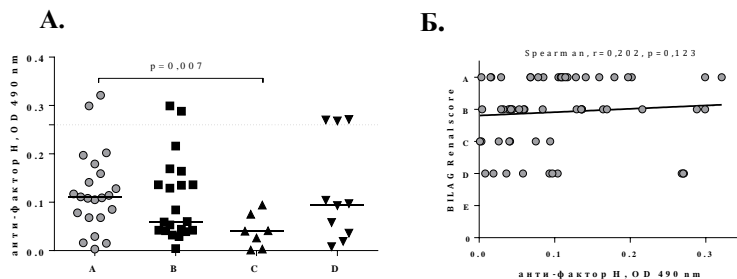 А.
p=0,007
анти-фактор H, OD 490 nm
0.4
0.3
0.2
0.1
0.0
A B C D
Б.
Spearman, r=0,202, p=0,123
BILAG Renal score
A
B
C
D
E
0.0 0.1 0.2 0.3
анти-фактор H, OD 490 nm